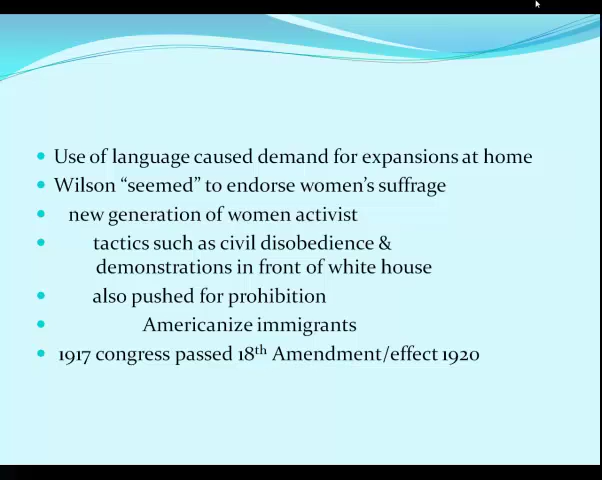 Use of language caused demand for expansions at home
Wilson “seemed” to endorse women’s suffrage
new generation of women activist
tactics such as civil disobedience &
demonstrations in front of white house
also pushed for prohibition
Americanize immigrants
1917 congress passed 18th Amendment/effect 1920